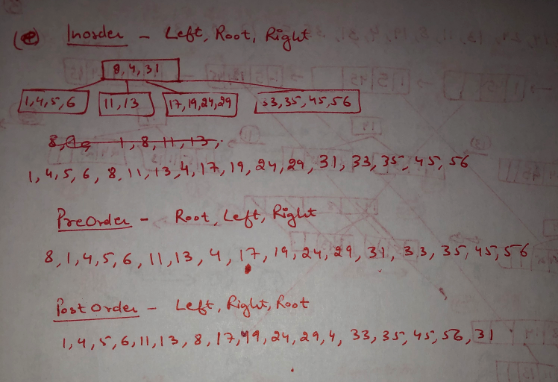 (e) Inorder - Left, Root, Right
8, 4, 31
1, 4, 5, 6 11, 13 17, 19, 24, 29 33, 35, 45, 56
1, 4, 5, 6, 8, 11, 13, 4, 17, 19, 24, 29, 31, 33, 35, 45, 56
PreOrder - Root, Left, Right
8, 1, 4, 5, 6, 11, 13, 4, 17, 19, 24, 29, 31, 33, 35, 45, 56
Post Order - Left, Right, Root
1, 4, 5, 6, 11, 13, 8, 17, 19, 24, 29, 4, 33, 35, 45, 56, 31